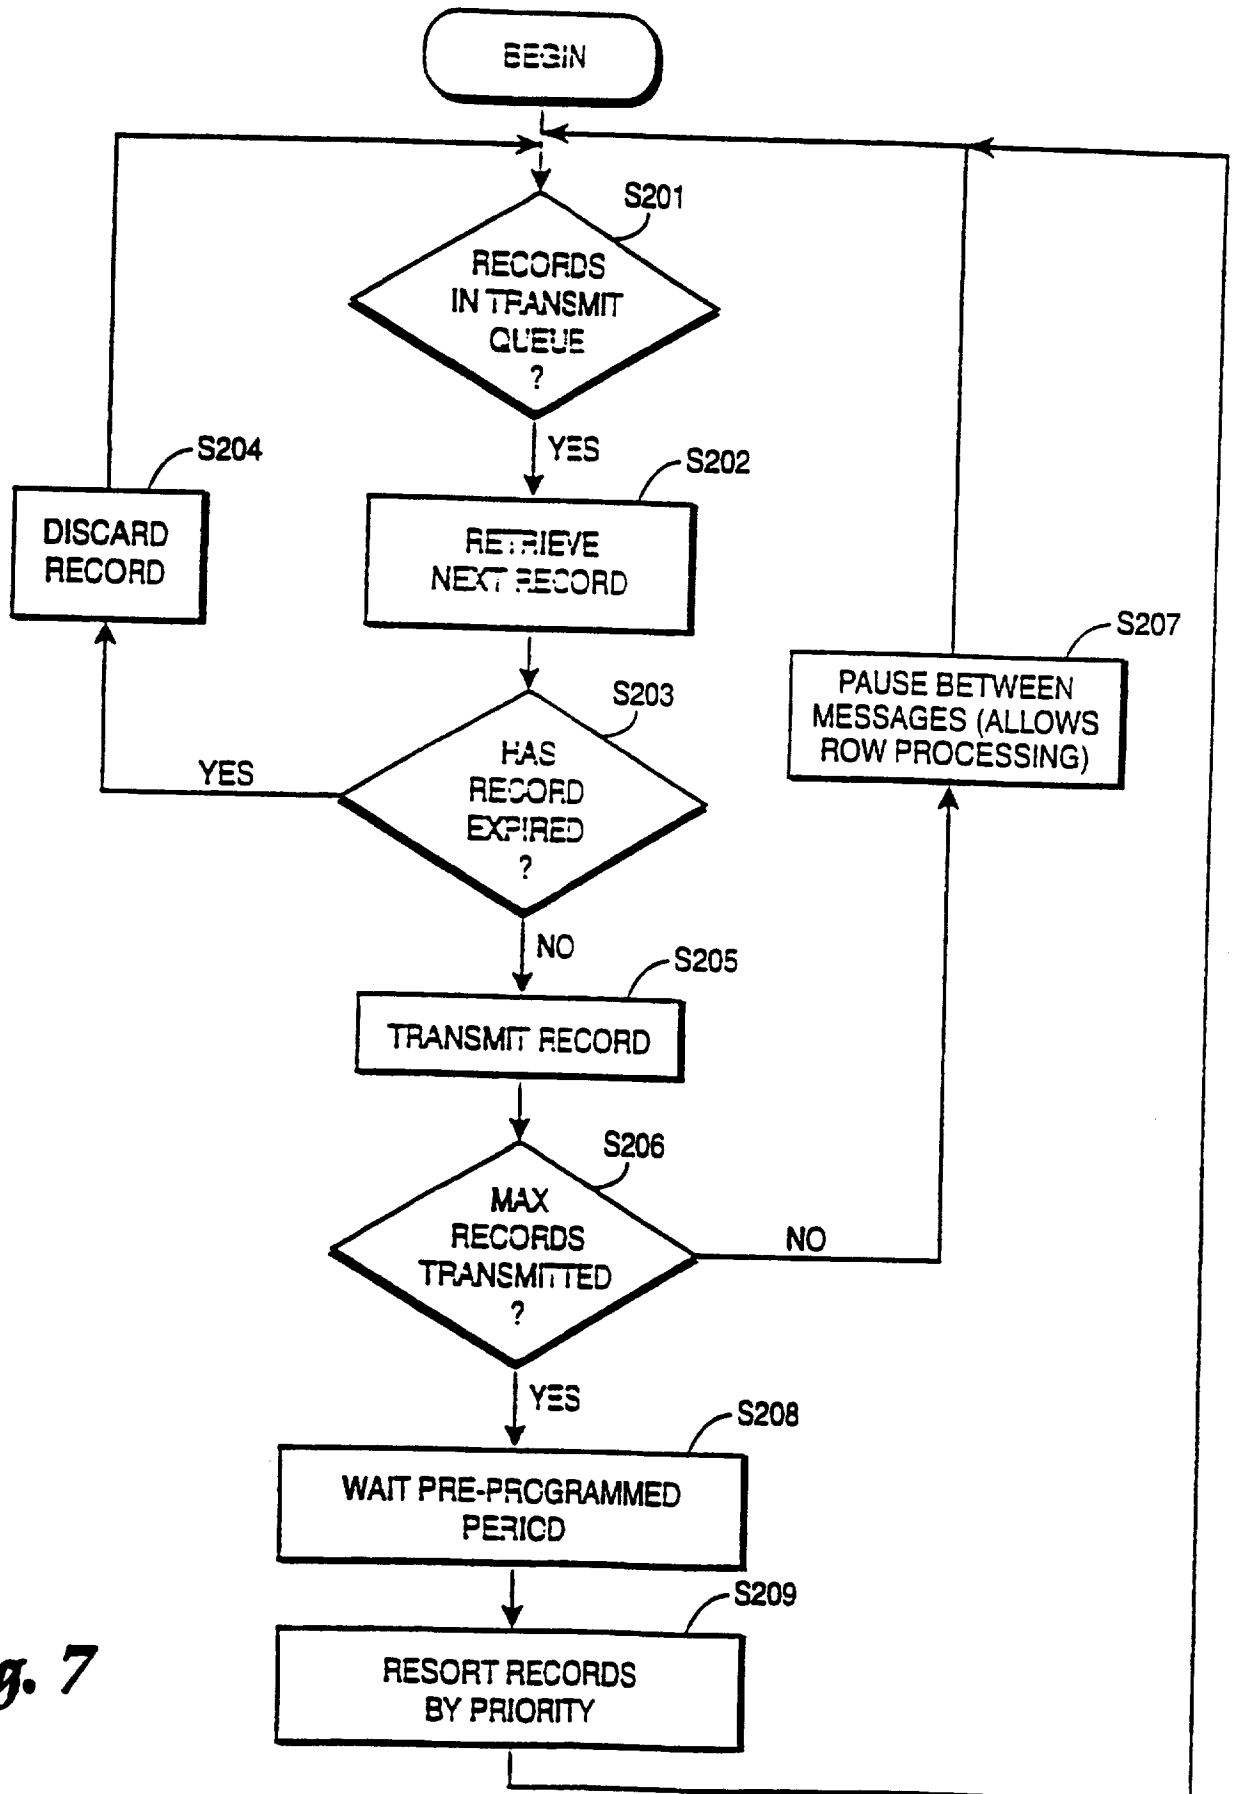 BEGIN
S201
RECORDS
IN TRANSMIT
QUEUE
?
YES
S204
DISCARD
RECORD
S202
RETRIEVE
NEXT RECORD
S207
PAUSE BETWEEN
MESSAGES (ALLOWS
ROW PROCESSING)
S203
HAS
RECORD
EXPIRED
?
YES
NO
S205
TRANSMIT RECORD
S206
MAX
RECORDS
TRANSMITTED
?
NO
YES
S208
WAIT PRE-PROGRAMMED
PERIOD
S209
RESORT RECORDS
BY PRIORITY
g. 7